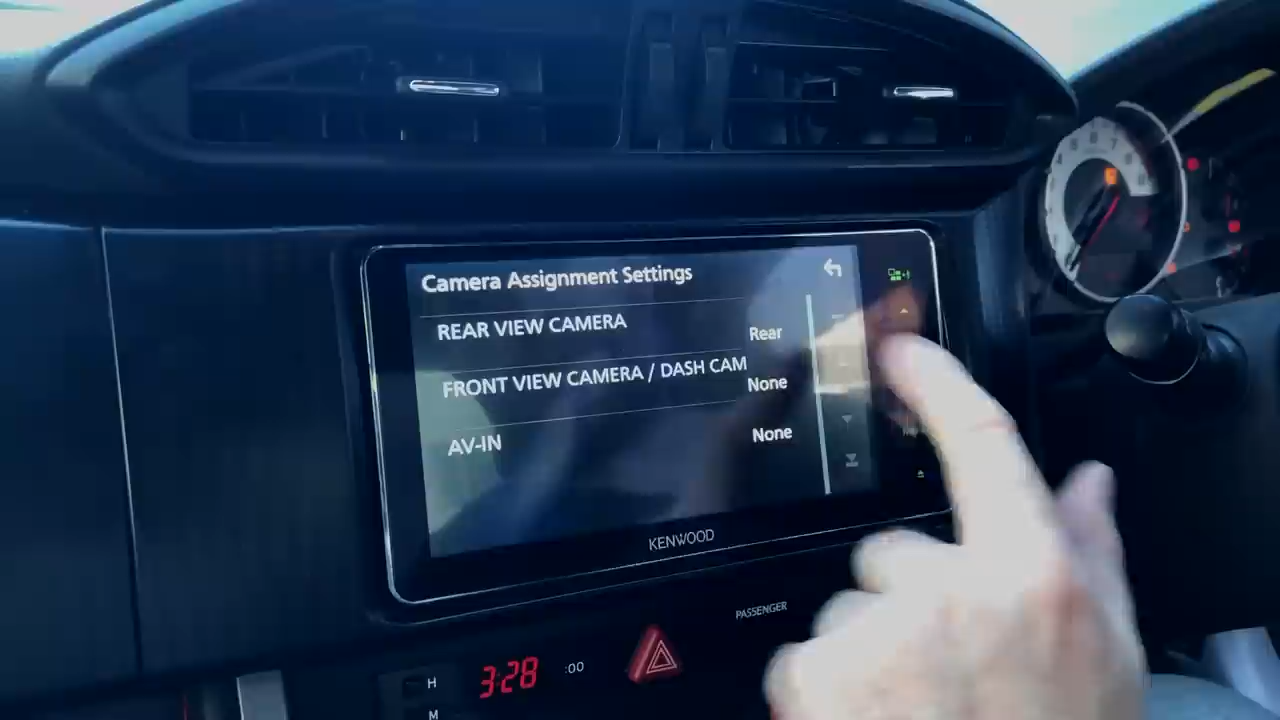 Camera Assignment Settings
REAR VIEW CAMERA
Rear
FRONT VIEW CAMERA / DASH CAM
None
AV-IN
None
KENWOOD
PASSENGER
H
3:28
:00
M